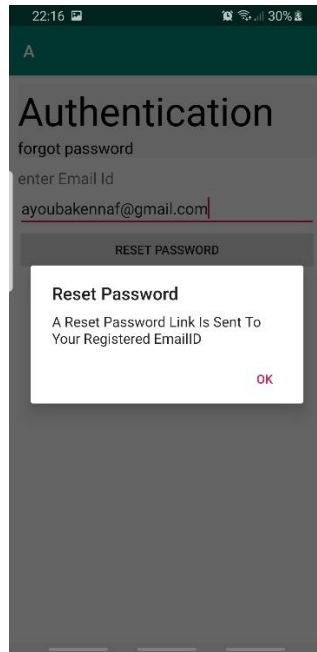 22:16 30%
A
Authentication
forgot password
enter Email Id
ayoubakennaf@gmail.com
RESET PASSWORD
Reset Password
A Reset Password Link Is Sent To
Your Registered EmailID
OK